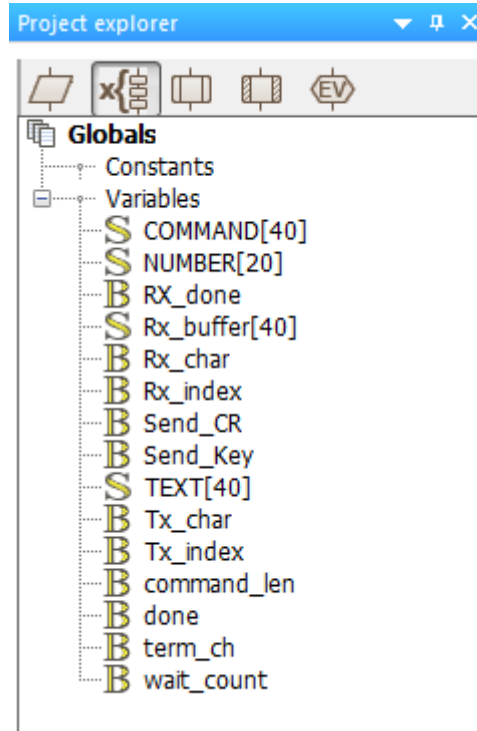 Project explorer
x{ EV
Globals
Constants
Variables
S COMMAND[40]
S NUMBER[20]
B RX_done
S Rx_buffer[40]
B Rx_char
B Rx_index
B Send_CR
B Send_Key
S TEXT[40]
B Tx_char
B Tx_index
B command_len
B done
B term_ch
B wait_count